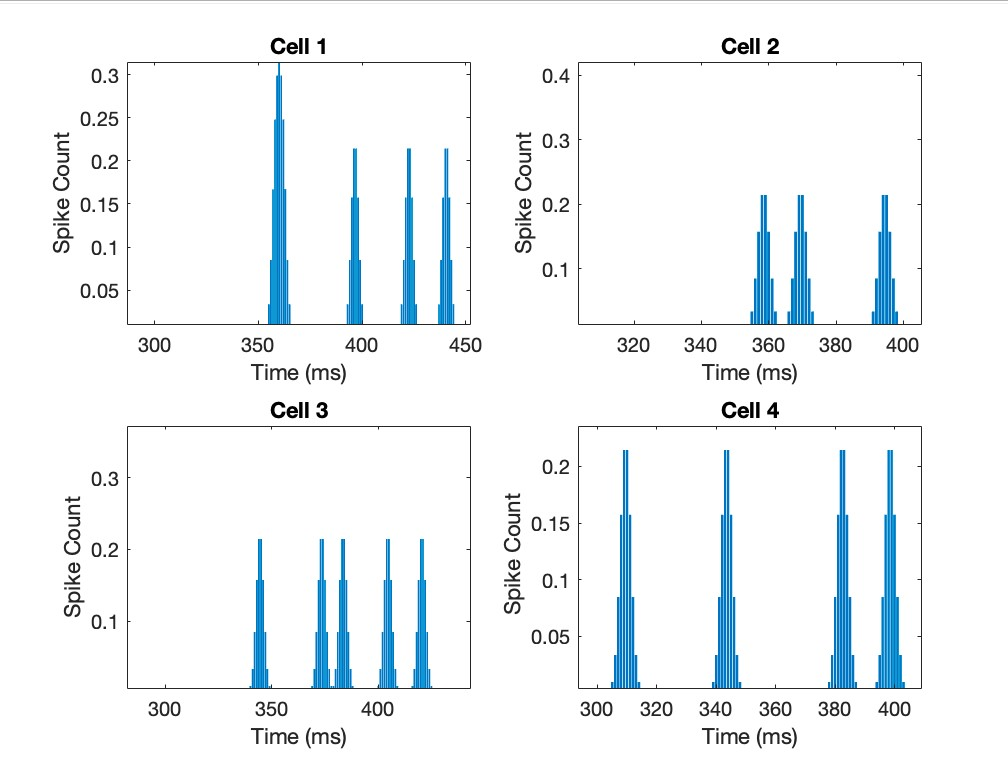 Cell 1
Spike Count
0.3
0.25
0.2
0.15
0.1
0.05
300 350 400 450
Time (ms)
Cell 2
Spike Count
0.4
0.3
0.2
0.1
320 340 360 380 400
Time (ms)
Cell 3
Spike Count
0.3
0.2
0.1
300 350 400
Time (ms)
Cell 4
Spike Count
0.2
0.15
0.1
0.05
300 320 340 360 380 400
Time (ms)